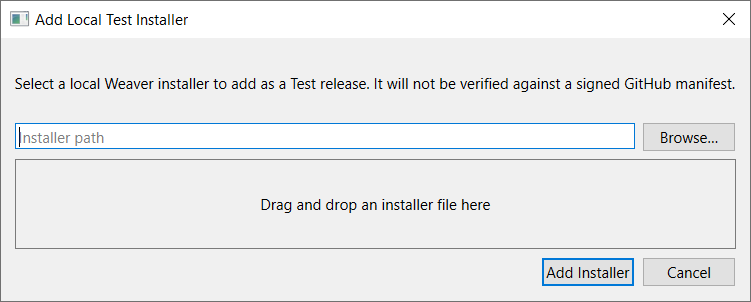 Add Local Test Installer
Select a local Weaver installer to add as a Test release. It will not be verified against a signed GitHub manifest.
Installer path
Browse...
Drag and drop an installer file here
Add Installer
Cancel